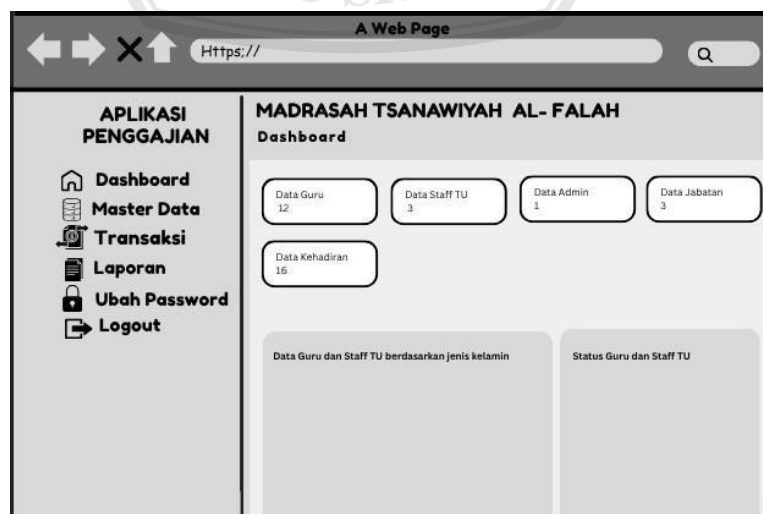 A Web Page
Https://
APLIKASI
PENGGAJIAN
Dashboard
Master Data
Transaksi
Laporan
Ubah Password
Logout
MADRASAH TSANAWIYAH AL- FALAH
Dashboard
Data Guru
12
Data Staff TU
3
Data Admin
1
Data Jabatan
3
Data Kehadiran
16
Data Guru dan Staff TU berdasarkan jenis kelamin
Status Guru dan Staff TU